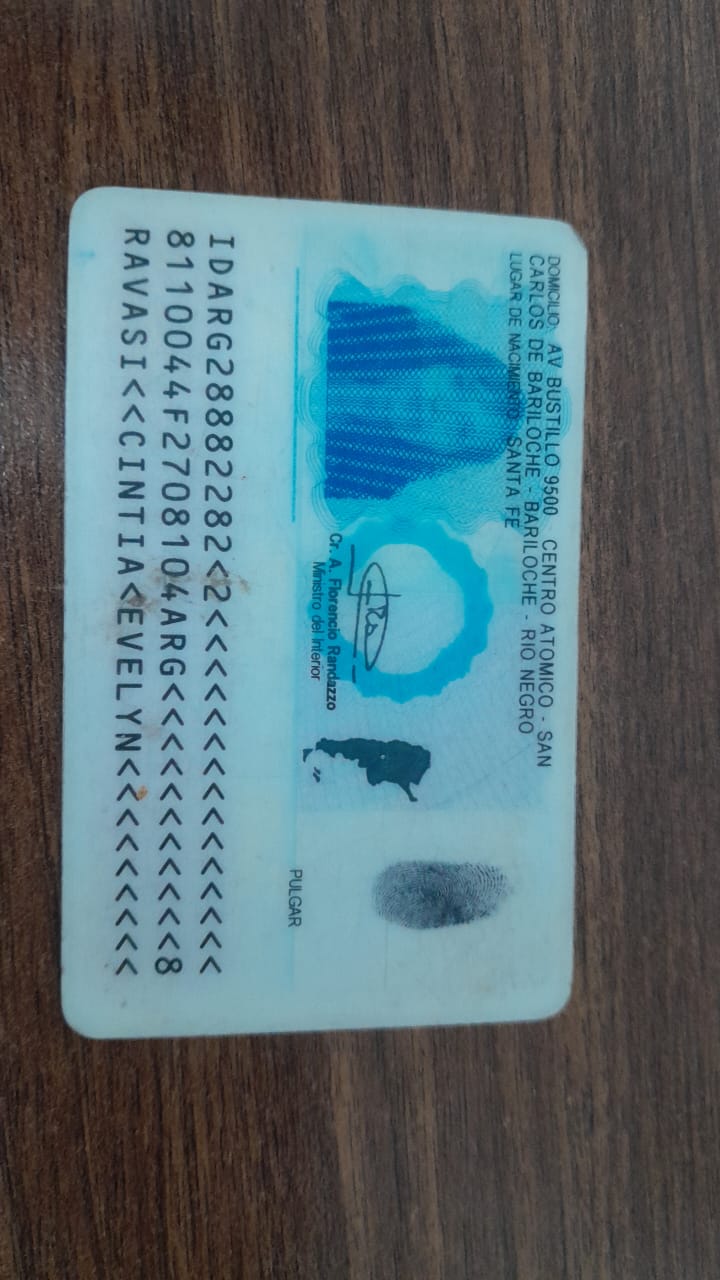 DOMICILIO: AV BUSTILLO 9500 CENTRO ATOMICO - SAN
CARLOS DE BARILOCHE - BARILOCHE - RIO NEGRO
LUGAR DE NACIMIENTO: SANTA FE
Cr. A. Florencio Randazzo
Ministro del Interior
PULGAR
IDARG28882282<2<<<<<<<<<<<<<<<
8110044F2708104ARG<<<<<<<<<<<8
RAVASI<<CINTIA<EVELYN<<<<<<<<<